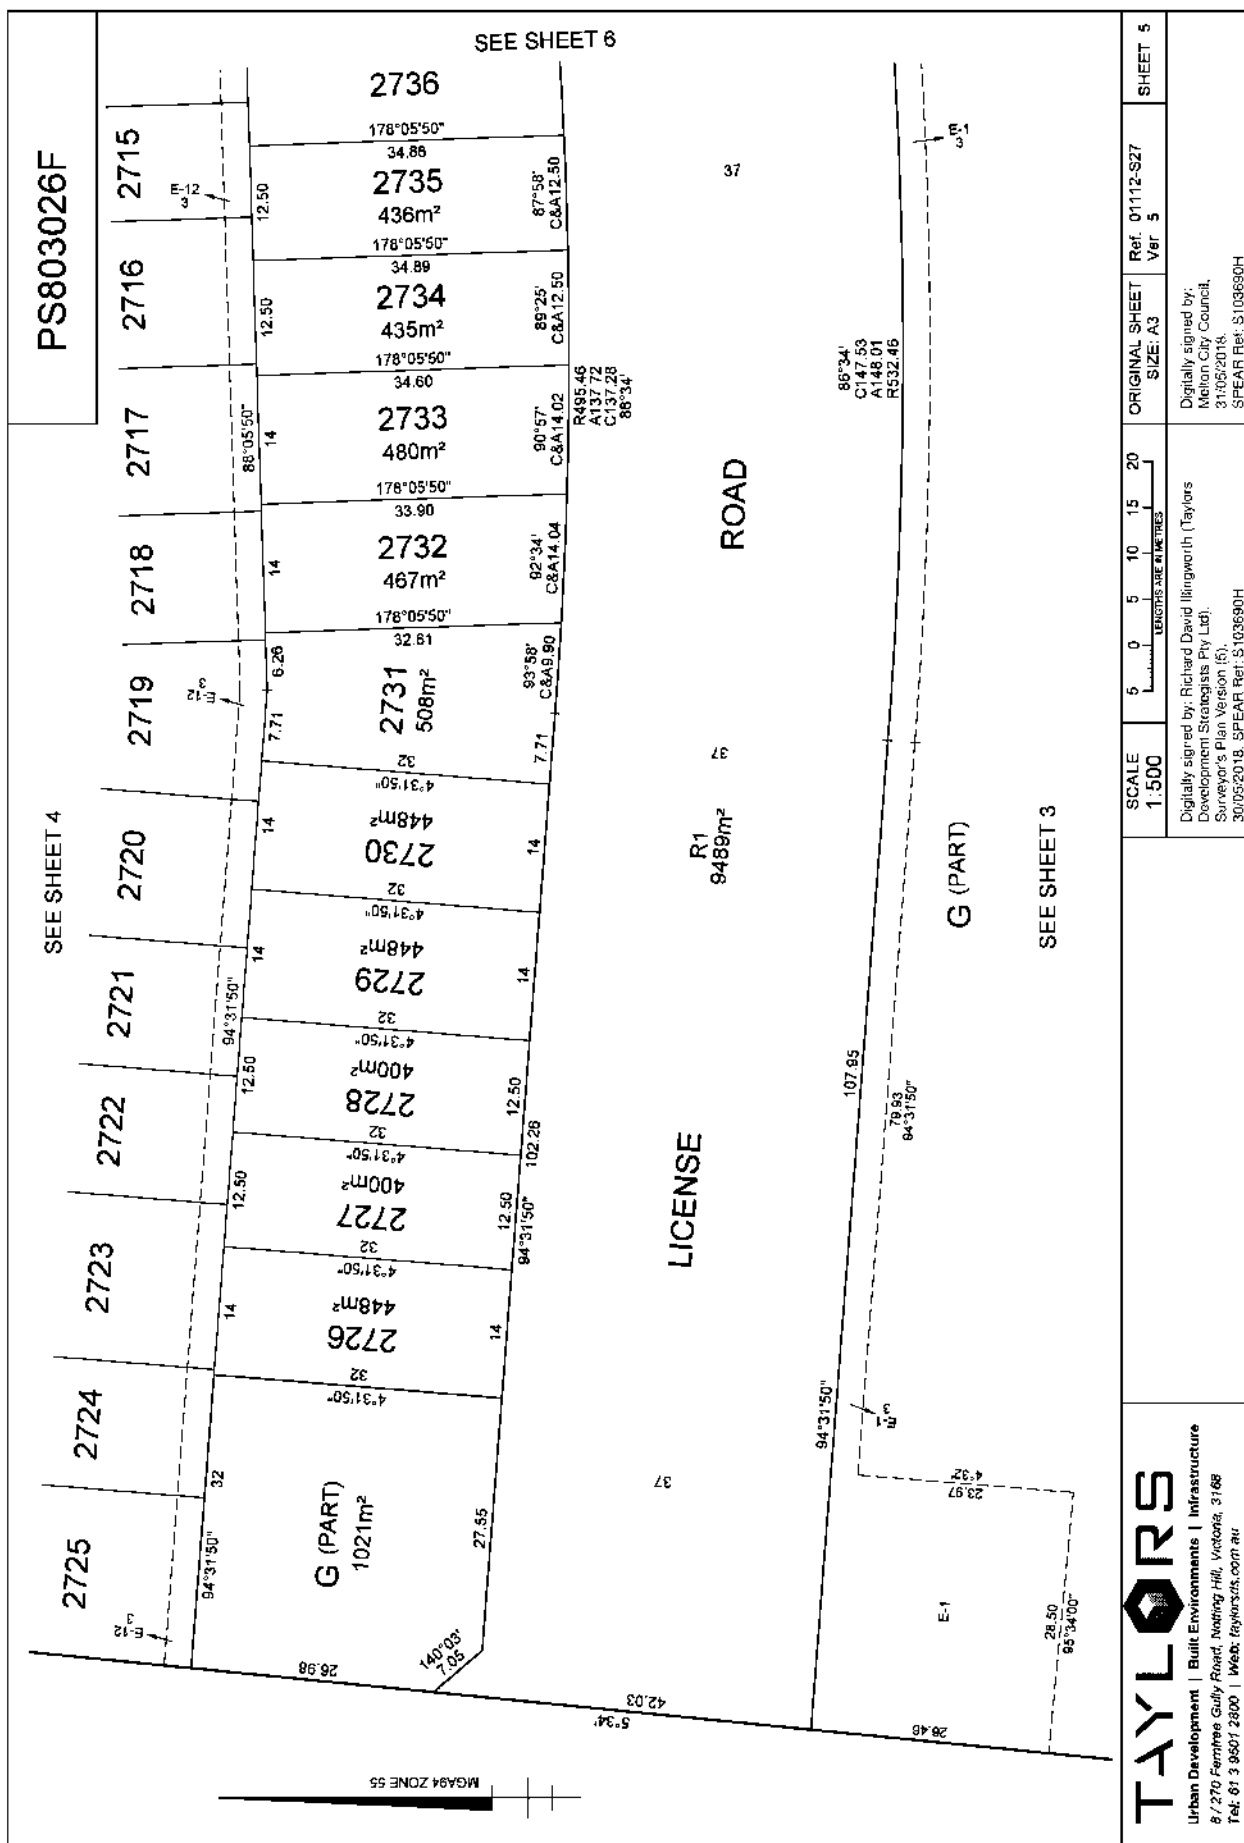 PS803026F
SEE SHEET 6
SEE SHEET 4
2715
2716
2717
2718
2719
2720
2721
2722
2723
2724
2725
E-12
3
E-12
3
E-12
3
88°05'50"
94°31'50"
94°31'50"
2736
178°05'50"
34.88
12.50
2735
436m²
87°58'
C&A12.50
178°05'50"
34.89
12.50
2734
435m²
89°25'
C&A12.50
178°05'50"
34.60
14
2733
480m²
90°57'
C&A14.02
178°05'50"
33.90
14
2732
467m²
92°34'
C&A14.04
178°05'50"
32.61
6.26
7.71
2731
508m²
93°58'
C&A9.90
7.71
32
4°31'50"
14
2730
448m²
14
32
4°31'50"
14
2729
448m²
14
32
4°31'50"
12.50
2728
400m²
12.50
32
4°31'50"
102.26
12.50
2727
400m²
12.50
94°31'50"
32
4°31'50"
14
2726
448m²
14
32
4°31'50"
32
G (PART)
1021m²
27.55
26.98
140°03'
7.05
R495.46
A137.72
C137.28
86°34'
37
37
37
LICENSE
ROAD
R1
9489m²
86°34'
C147.53
A148.01
R532.46
E-1
3
107.95
79.93
94°31'50"
94°31'50"
E-1
3
4°32'
23.97
E-1
28.50
95°34'00"
42.03
5°34'
26.46
G (PART)
SEE SHEET 3
MGA94 ZONE 55
TAYLORS
Urban Development | Built Environments | Infrastructure
8 / 270 Ferntree Gully Road, Notting Hill, Victoria, 3168
Tel: 61 3 9501 2800 | Web: taylorsds.com.au
SCALE
1:500
5 0 5 10 15 20
LENGTHS ARE IN METRES
ORIGINAL SHEET
SIZE: A3
Ref. 01112-S27
Ver 5
SHEET 5
Digitally signed by: Richard David Illingworth (Taylors
Development Strategists Pty Ltd),
Surveyor's Plan Version (5),
30/05/2018, SPEAR Ref: S103690H
Digitally signed by:
Melton City Council,
31/05/2018,
SPEAR Ref: S103690H